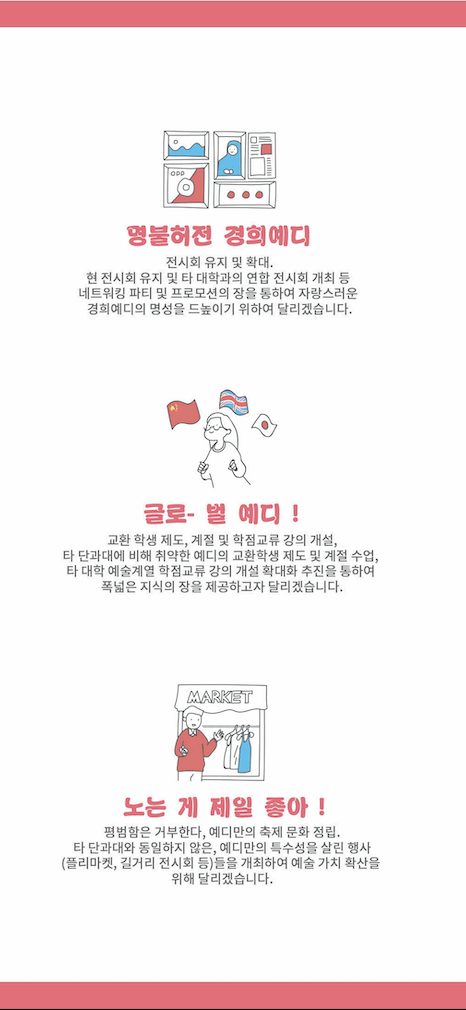 명불허전 경희예디
전시회 유지 및 확대.
현 전시회 유지 및 타 대학과의 연합 전시회 개최 등
네트워킹 파티 및 프로모션의 장을 통하여 자랑스러운
경희예디의 명성을 드높이기 위하여 달리겠습니다.
글로- 벌 예디 !
교환 학생 제도, 계절 및 학점교류 강의 개설,
타 단과대에 비해 취약한 예디의 교환학생 제도 및 계절 수업,
타 대학 예술계열 학점교류 강의 개설 확대화 추진을 통하여
폭넓은 지식의 장을 제공하고자 달리겠습니다.
MARKET
노는 게 제일 좋아 !
평범함은 거부한다, 예디만의 축제 문화 정립.
타 단과대와 동일하지 않은, 예디만의 특수성을 살린 행사
(플리마켓, 길거리 전시회 등)들을 개최하여 예술 가치 확산을
위해 달리겠습니다.